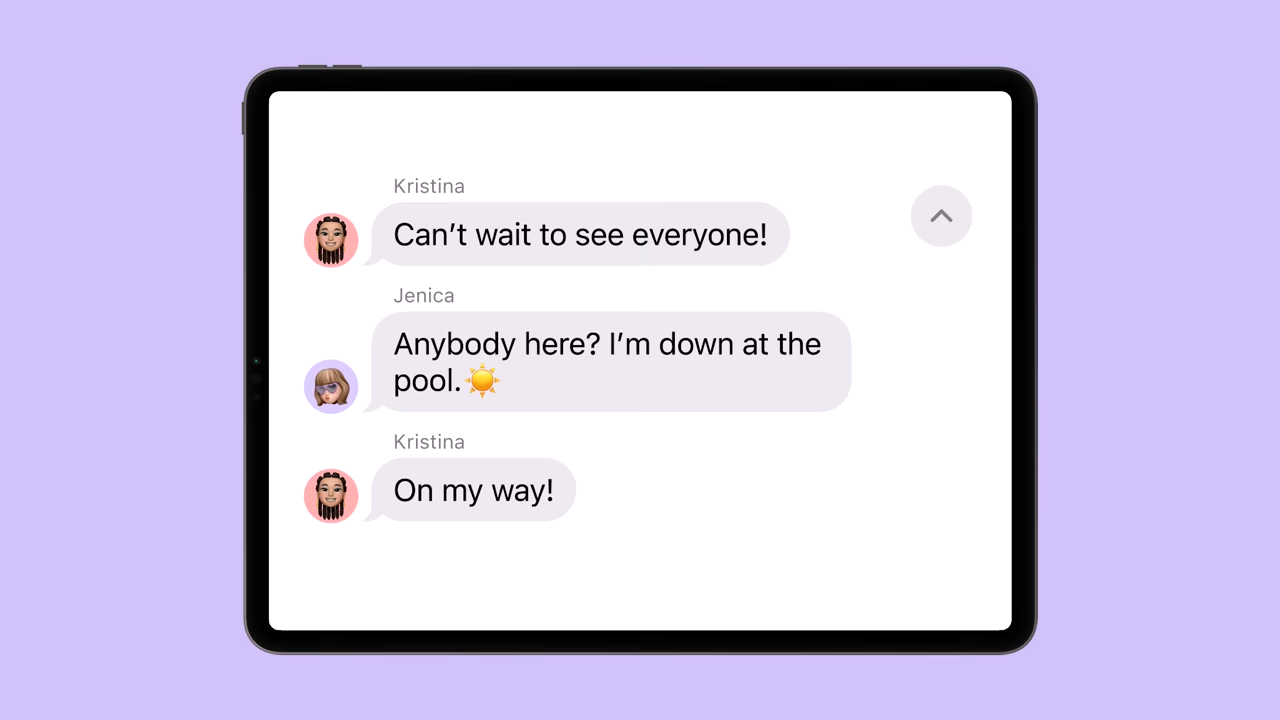 Kristina
Can’t wait to see everyone!
Jenica
Anybody here? I’m down at the
pool.☀️
Kristina
On my way!